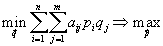 min_q ∑_{i=1}^{n} ∑_{j=1}^{m} a_{ij} p_i q_j ⇒ max_p